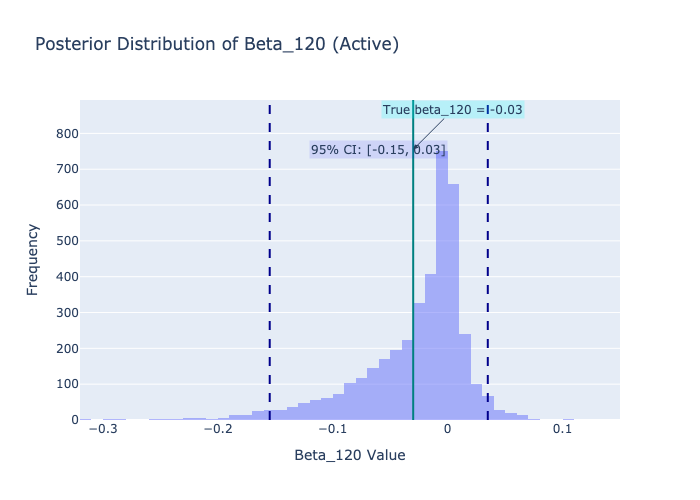 Posterior Distribution of Beta_120 (Active)
True beta_120 = -0.03
95% CI: [-0.15, 0.03]
800
700
600
500
400
300
200
100
0
Frequency
−0.3
−0.2
−0.1
0
0.1
Beta_120 Value